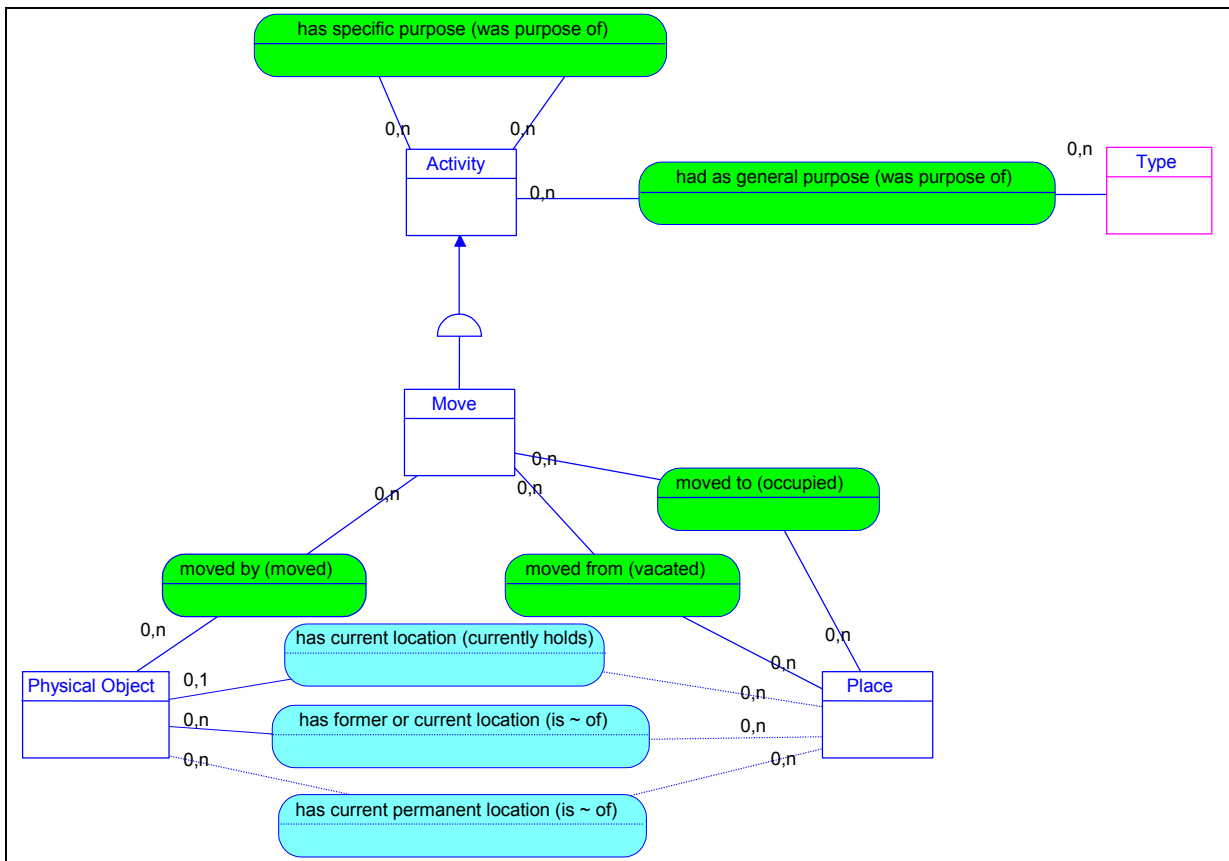 has specific purpose (was purpose of)
0,n
0,n
Activity
0,n
had as general purpose (was purpose of)
0,n
Type
Move
0,n
0,n
0,n
moved to (occupied)
moved by (moved)
moved from (vacated)
0,n
0,n
0,n
has current location (currently holds)
0,1
0,n
Physical Object
Place
has former or current location (is ~ of)
0,n
0,n
0,n
0,n
has current permanent location (is ~ of)